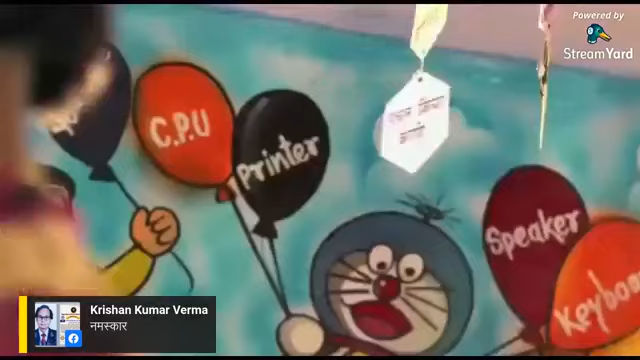 Powered by
StreamYard
C.P.U
Printer
Speaker
Keyboa
Krishan Kumar Verma
नमस्कार